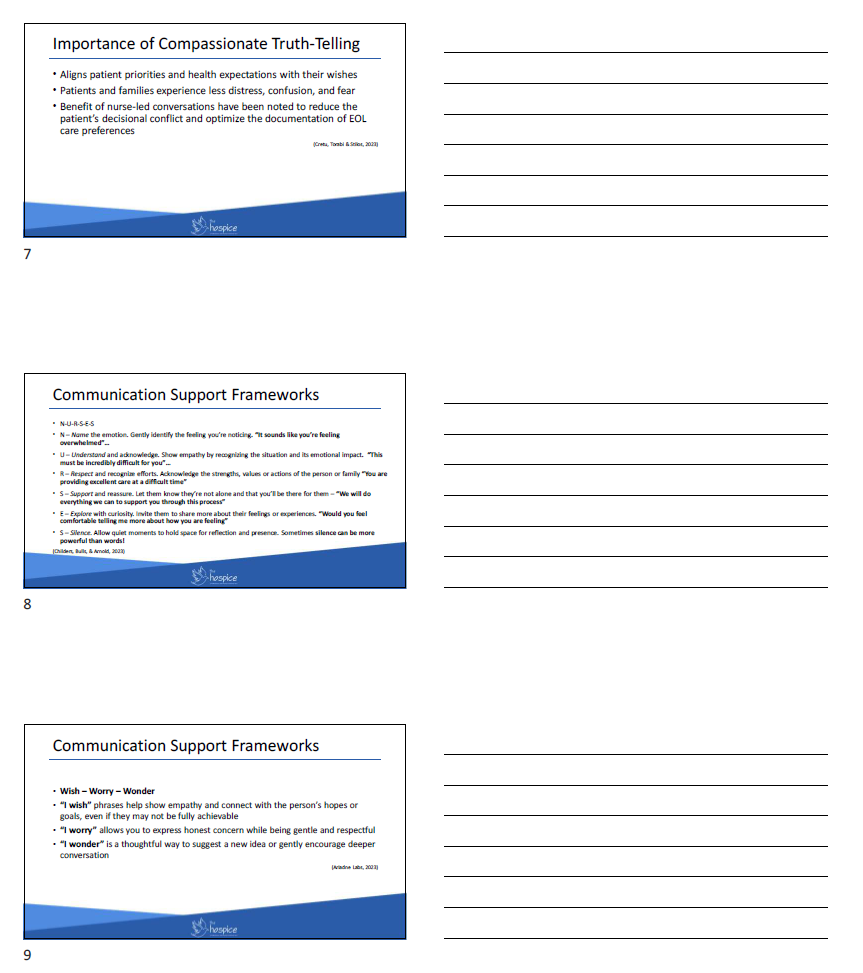 Importance of Compassionate Truth-Telling
• Aligns patient priorities and health expectations with their wishes
• Patients and families experience less distress, confusion, and fear
• Benefit of nurse-led conversations have been noted to reduce the
patient's decisional conflict and optimize the documentation of EOL
care preferences
(Cretu, Torabi & Stilos, 2023)
the
hospice
7
Communication Support Frameworks
• N-U-R-S-E-S
• N – Name the emotion. Gently identify the feeling you're noticing. "It sounds like you're feeling
overwhelmed"…
• U – Understand and acknowledge. Show empathy by recognizing the situation and its emotional impact. "This
must be incredibly difficult for you"…
• R – Respect and recognize efforts. Acknowledge the strengths, values or actions of the person or family "You are
providing excellent care at a difficult time"
• S – Support and reassure. Let them know they're not alone and that you'll be there for them – "We will do
everything we can to support you through this process"
• E – Explore with curiosity. Invite them to share more about their feelings or experiences. "Would you feel
comfortable telling me more about how you are feeling"
• S – Silence. Allow quiet moments to hold space for reflection and presence. Sometimes silence can be more
powerful than words!
(Childers, Bulls, & Arnold, 2023)
the
hospice
8
Communication Support Frameworks
• Wish – Worry – Wonder
• "I wish" phrases help show empathy and connect with the person's hopes or
goals, even if they may not be fully achievable
• "I worry" allows you to express honest concern while being gentle and respectful
• "I wonder" is a thoughtful way to suggest a new idea or gently encourage deeper
conversation
(Ariadne Labs, 2023)
the
hospice
9